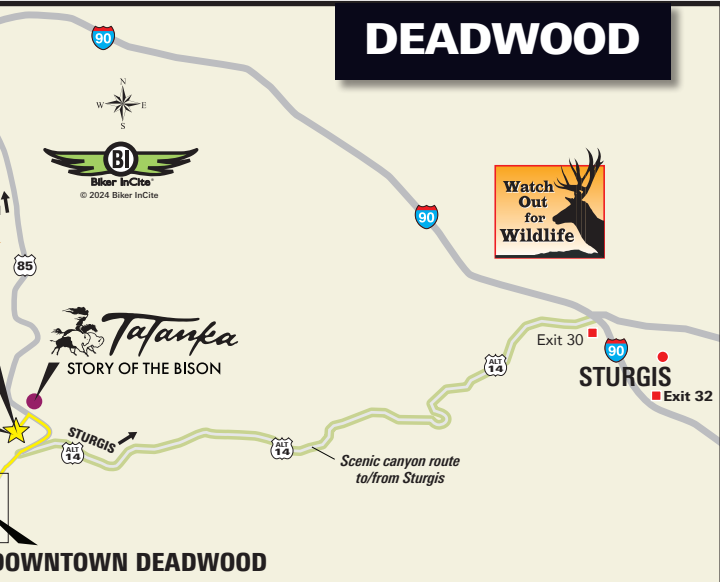 DEADWOOD
90
N
W E
S
BI
Biker InCite
© 2024 Biker InCite
Watch
Out
for
Wildlife
90
85
Tatanka
STORY OF THE BISON
Exit 30
90
STURGIS
Exit 32
ALT
14
STURGIS
ALT
14
ALT
14
Scenic canyon route
to/from Sturgis
DOWNTOWN DEADWOOD